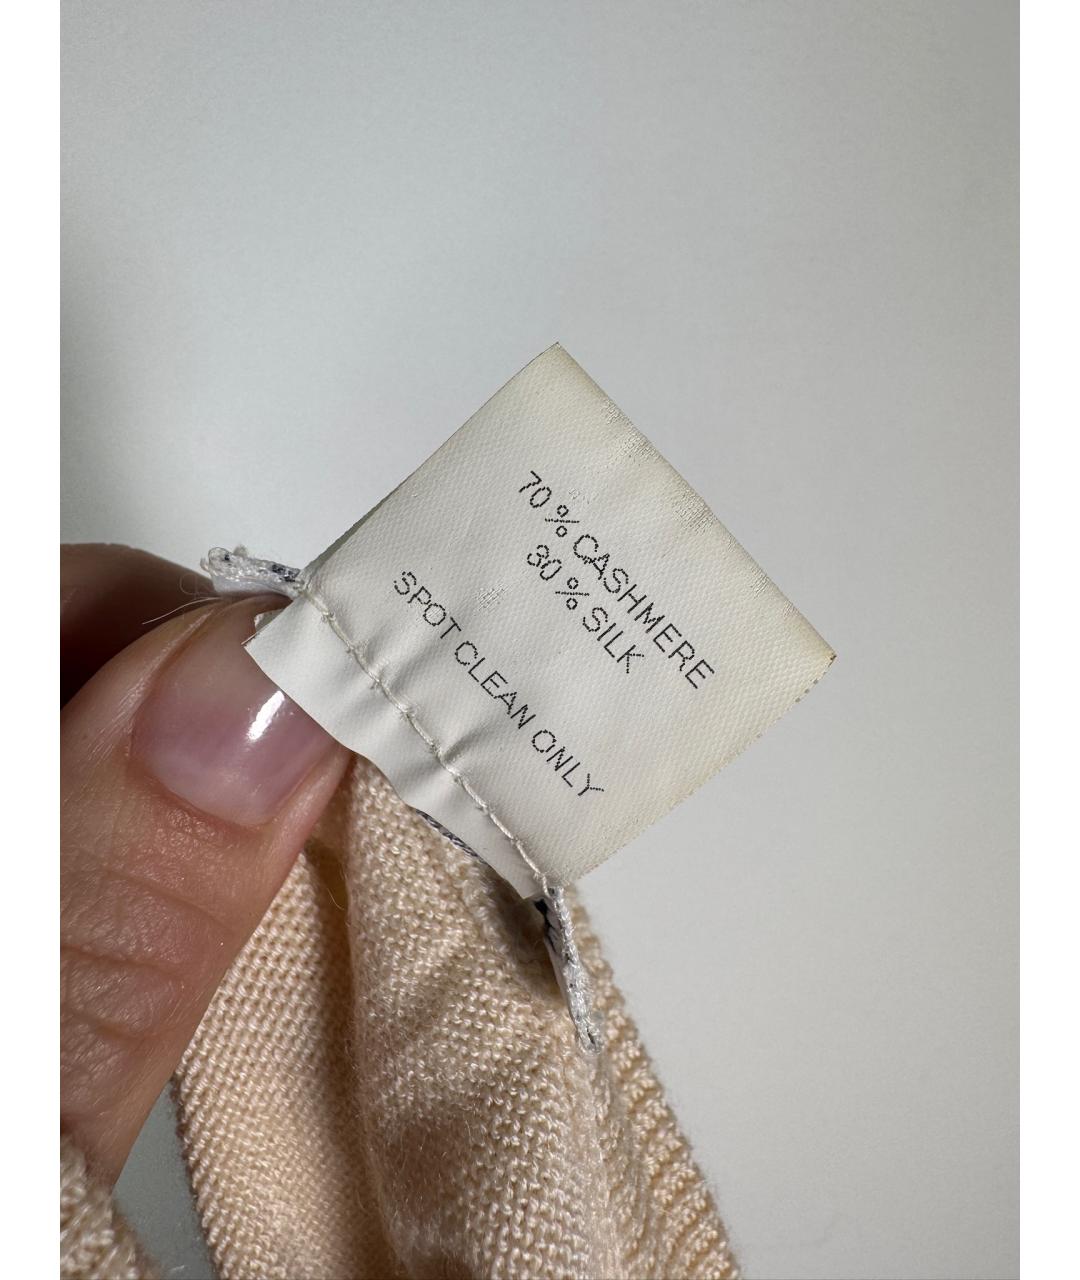 70% CASHMERE
30% SILK
SPOT CLEAN ONLY